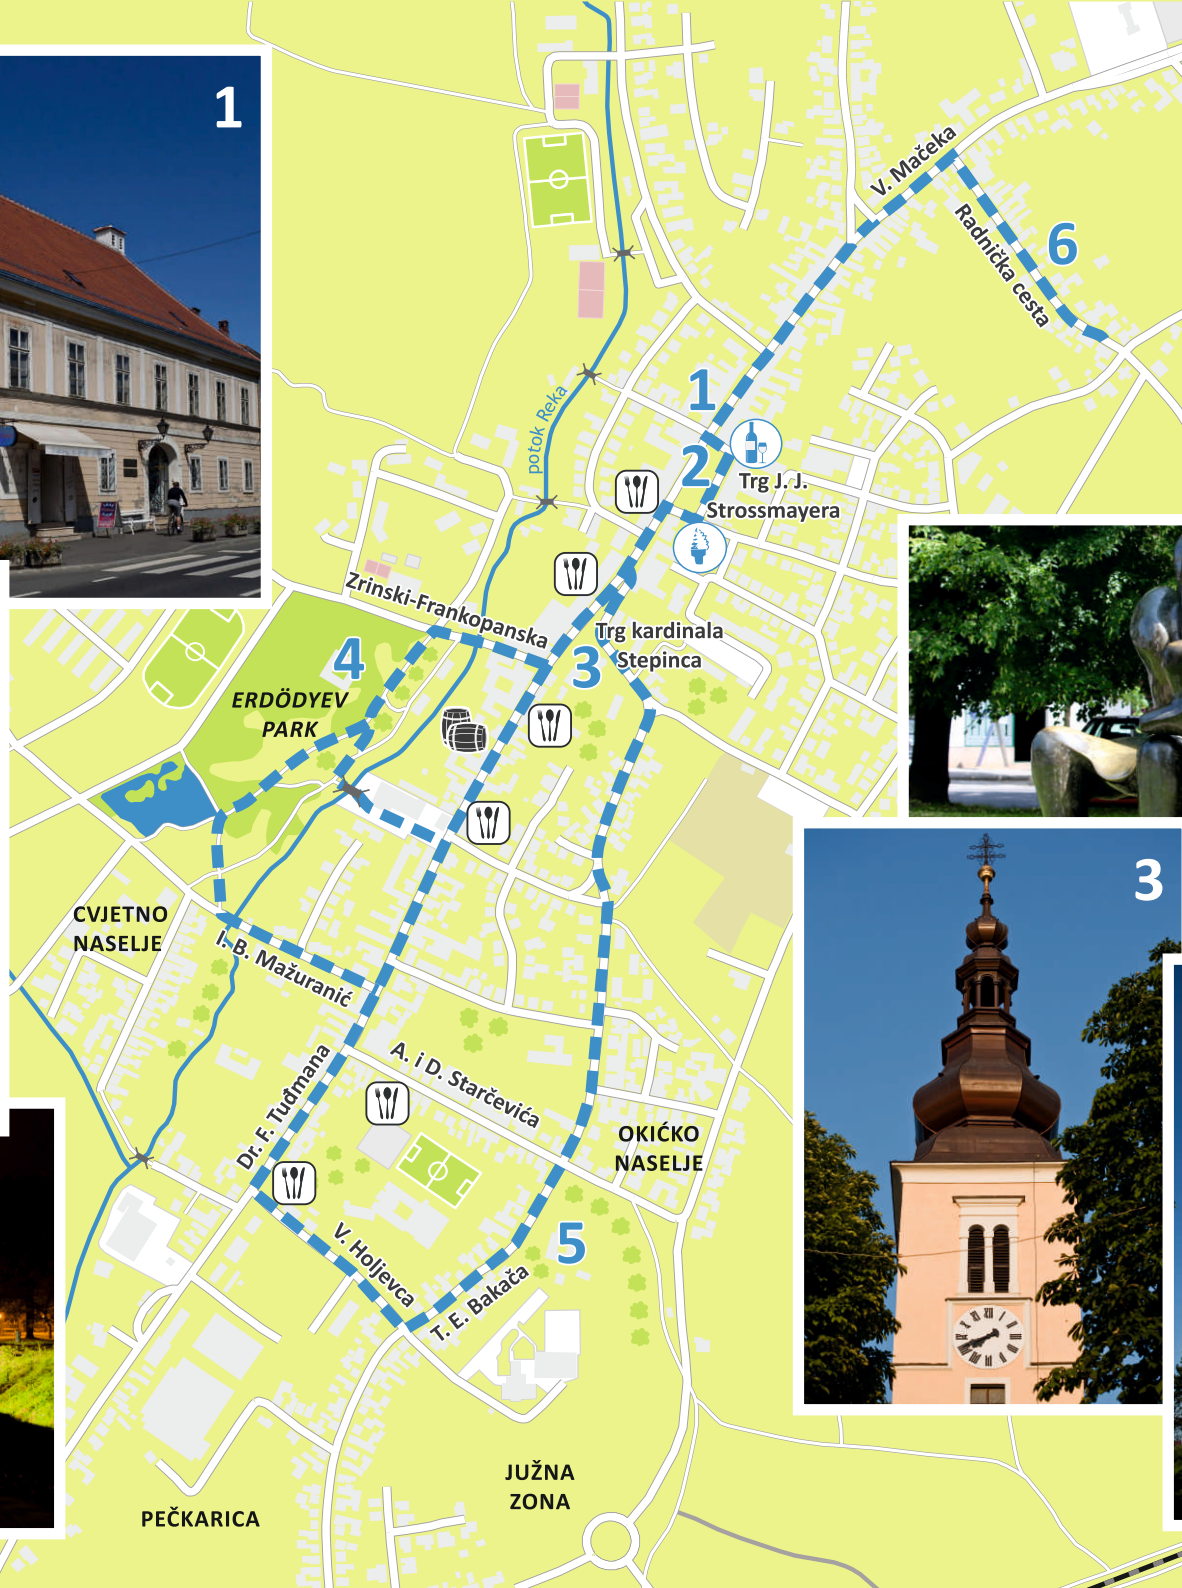 1
V. Mačeka
6
Radnička cesta
potok Reka
1
2
Trg J. J.
Strossmayera
Zrinski-Frankopanska
Trg kardinala
Stepinca
4
3
ERDÖDYEV
PARK
3
CVJETNO
NASELJE
I. B. Mažuranić
A. i D. Starčevića
Dr. F. Tuđmana
OKIĆKO
NASELJE
V. Holjevca
5
T. E. Bakača
JUŽNA
ZONA
PEČKARICA